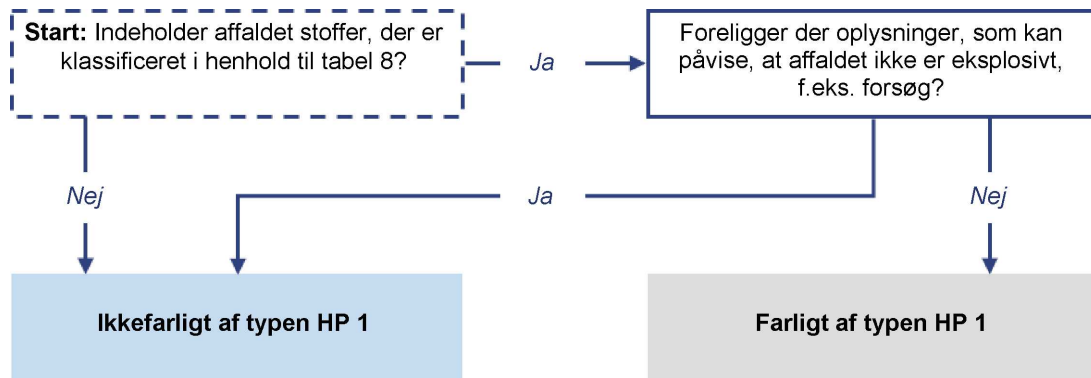 Start: Indeholder affaldet stoffer, der er
klassificeret i henhold til tabel 8?
Ja
Foreligger der oplysninger, som kan
påvise, at affaldet ikke er eksplosivt,
f.eks. forsøg?
Nej
Ja
Nej
Ikkefarligt af typen HP 1
Farligt af typen HP 1